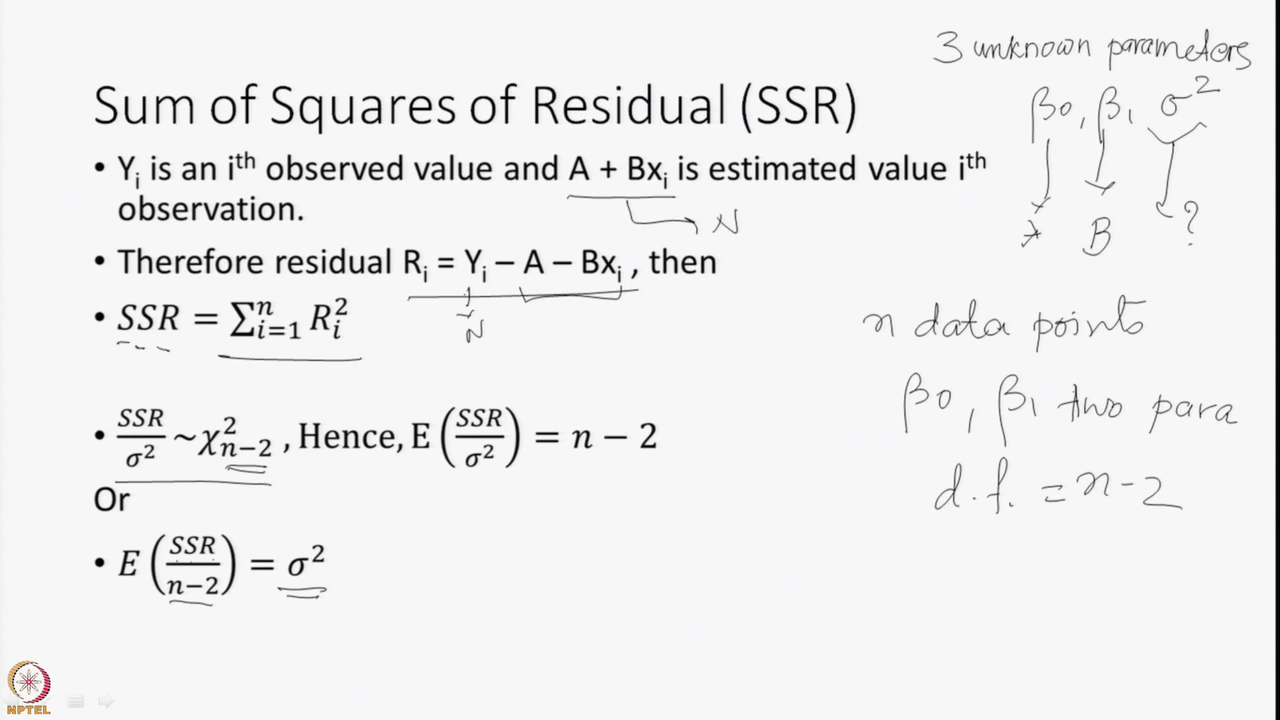 3 unknown parameters
β0, β1 σ²
A B ?
Sum of Squares of Residual (SSR)
• Yᵢ is an iᵗʰ observed value and A + Bxᵢ is estimated value iᵗʰ
observation.
N
• Therefore residual Rᵢ = Yᵢ – A – Bxᵢ , then
N
• SSR = ∑ⁿᵢ₌₁ Rᵢ²
n data points
β0, β1 two para
• SSR/σ² ~ χ²ₙ₋₂ , Hence, E(SSR/σ²) = n − 2
d.f. = n-2
Or
• E(SSR/n−2) = σ²
NPTEL